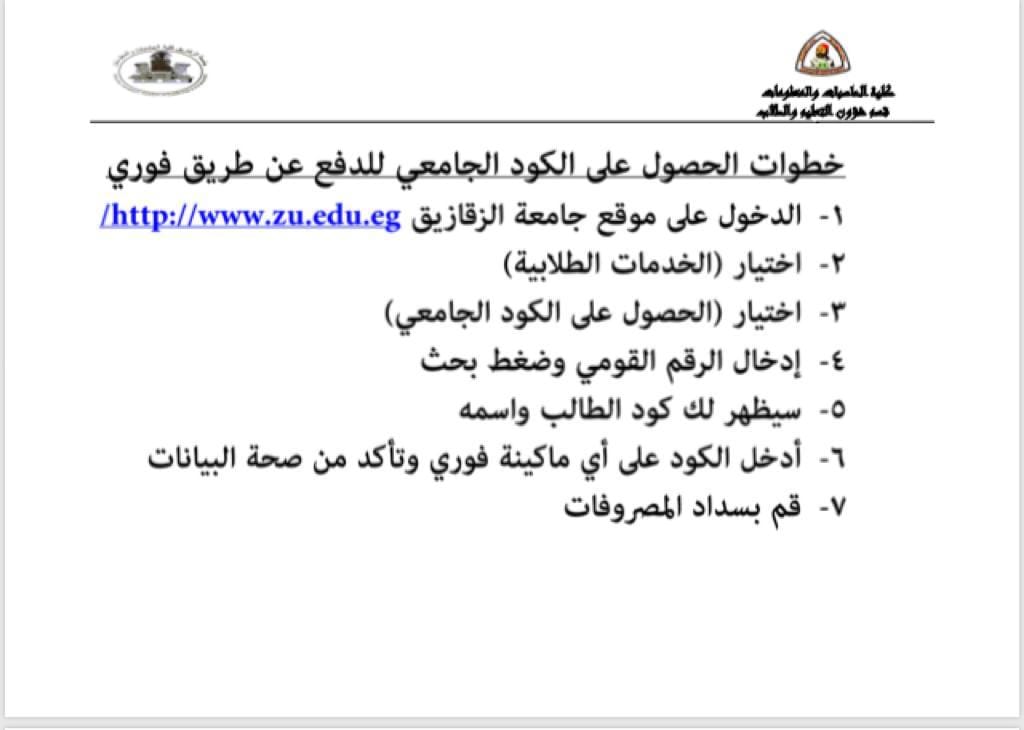 كلية الحاسبات والمعلومات
قسم شؤون التعليم والطلاب
خطوات الحصول على الكود الجامعي للدفع عن طريق فوري
١- الدخول على موقع جامعة الزقازيق http://www.zu.edu.eg/
٢- اختيار (الخدمات الطلابية)
٣- اختيار (الحصول على الكود الجامعي)
٤- إدخال الرقم القومي وضغط بحث
٥- سيظهر لك كود الطالب واسمه
٦- أدخل الكود على أي ماكينة فوري وتأكد من صحة البيانات
٧- قم بسداد المصروفات